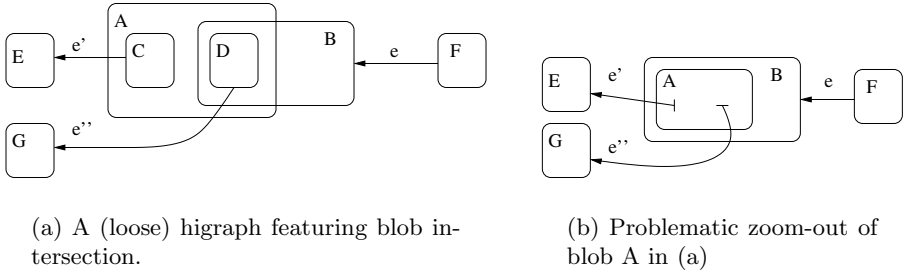 A
E
e'
C
D
B
e
F
G
e''
(a) A (loose) higraph featuring blob in-
tersection.
E
e'
A
B
e
F
G
e''
(b) Problematic zoom-out of
blob A in (a)